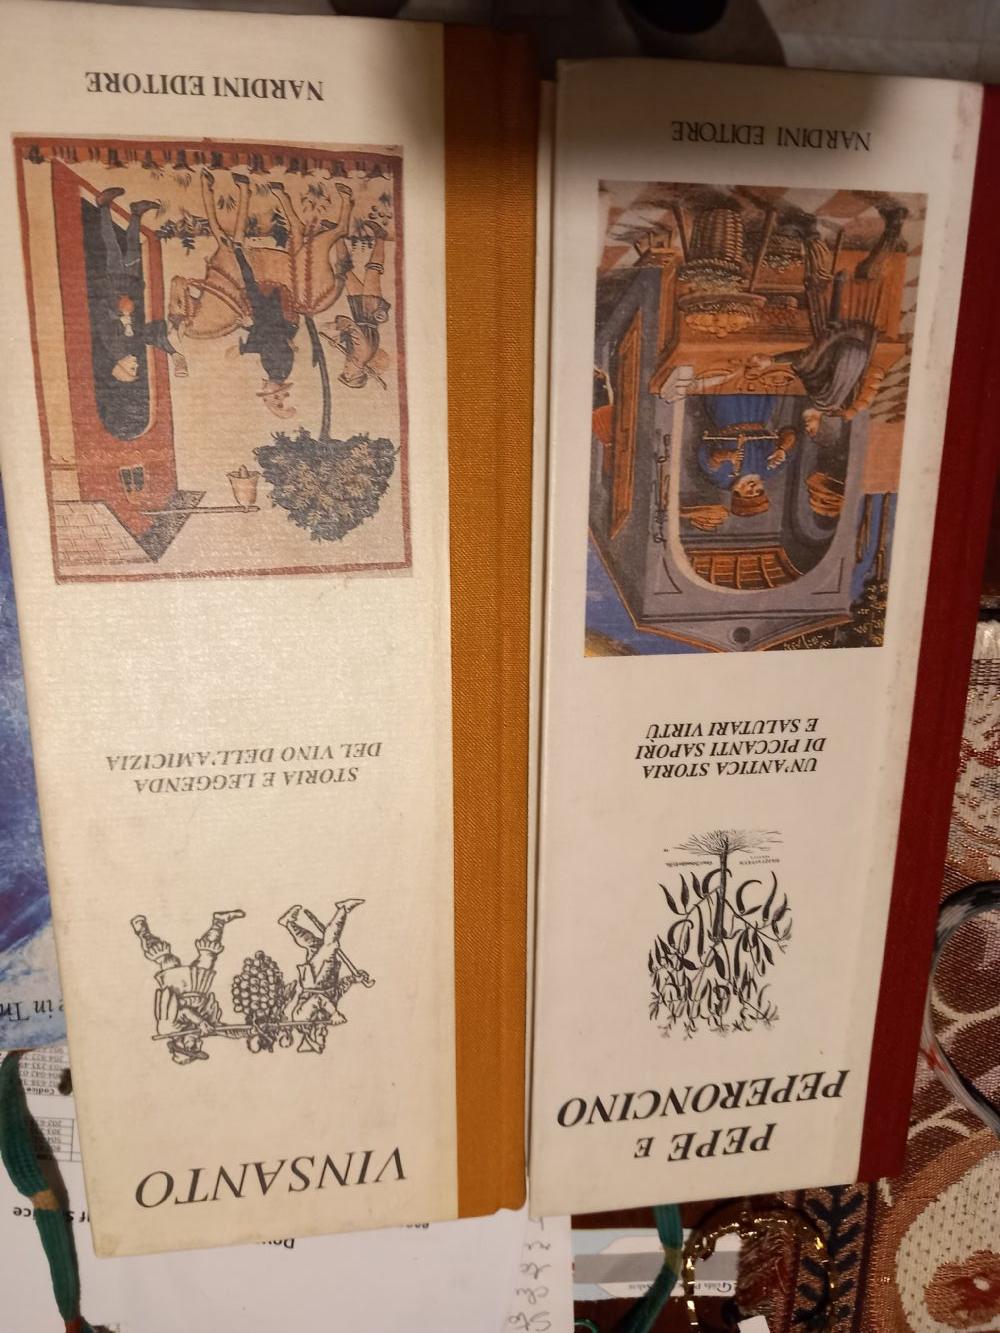 VINSANTO
STORIA E LEGGENDA
DEL VINO DELL'AMICIZIA
NARDINI EDITORE
PEPE E
PEPERONCINO
UN'ANTICA STORIA
DI PICCANTI SAPORI
E SALUTARI VIRTÙ
NARDINI EDITORE